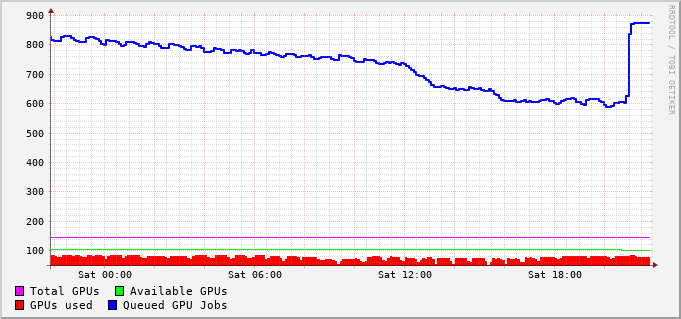 900
800
700
600
500
400
300
200
100
Sat 00:00 Sat 06:00 Sat 12:00 Sat 18:00
Total GPUs Available GPUs
GPUs used Queued GPU Jobs
RRDTOOL / TOBI OETIKER